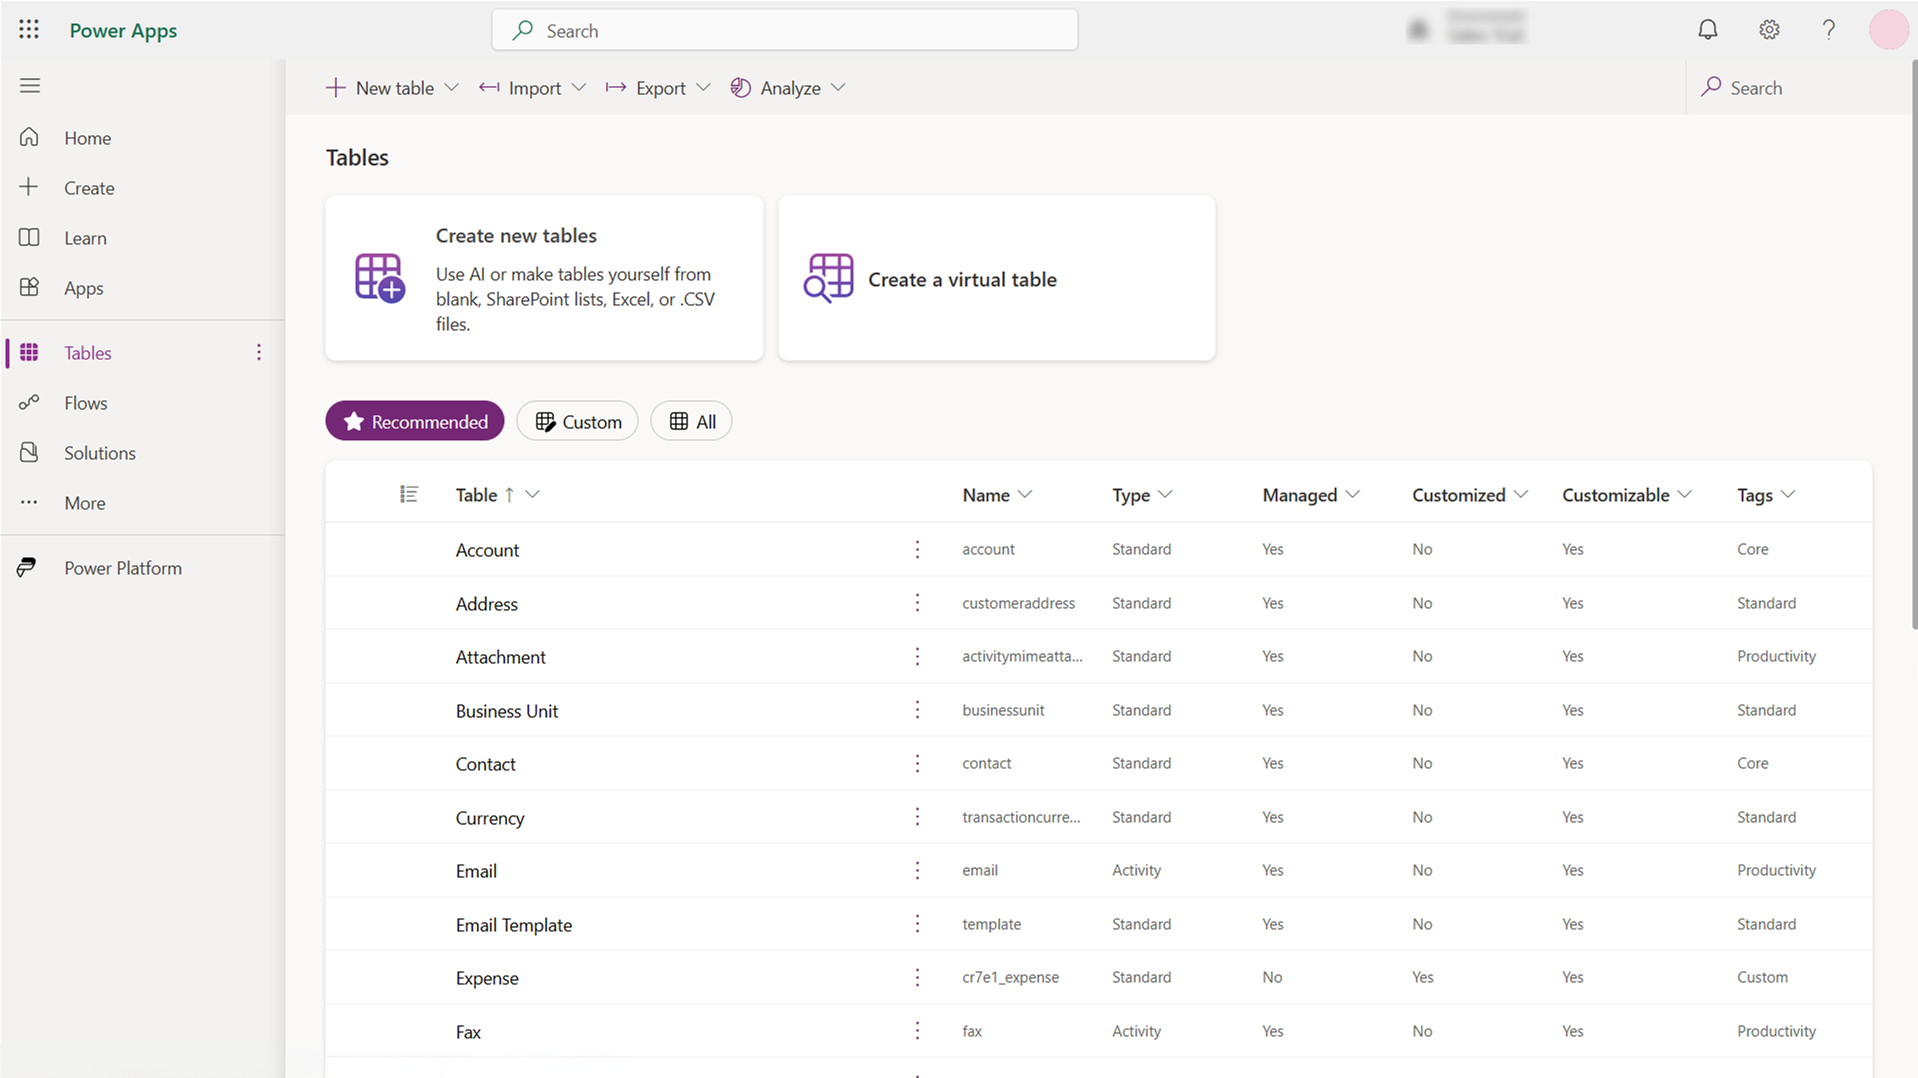 Power Apps
Search
New table
Import
Export
Analyze
Search
Home
Create
Learn
Apps
Tables
Flows
Solutions
More
Power Platform
Tables
Create new tables
Use AI or make tables yourself from
blank, SharePoint lists, Excel, or .CSV
files.
Create a virtual table
Recommended
Custom
All
Table Name Type Managed Customized Customizable Tags
Account account Standard Yes No Yes Core
Address customeraddress Standard Yes No Yes Standard
Attachment activitymimeatta... Standard Yes No Yes Productivity
Business Unit businessunit Standard Yes No Yes Standard
Contact contact Standard Yes No Yes Core
Currency transactioncurre... Standard Yes No Yes Standard
Email email Activity Yes No Yes Productivity
Email Template template Standard Yes No Yes Standard
Expense cr7e1_expense Standard No Yes Yes Custom
Fax fax Activity Yes No Yes Productivity